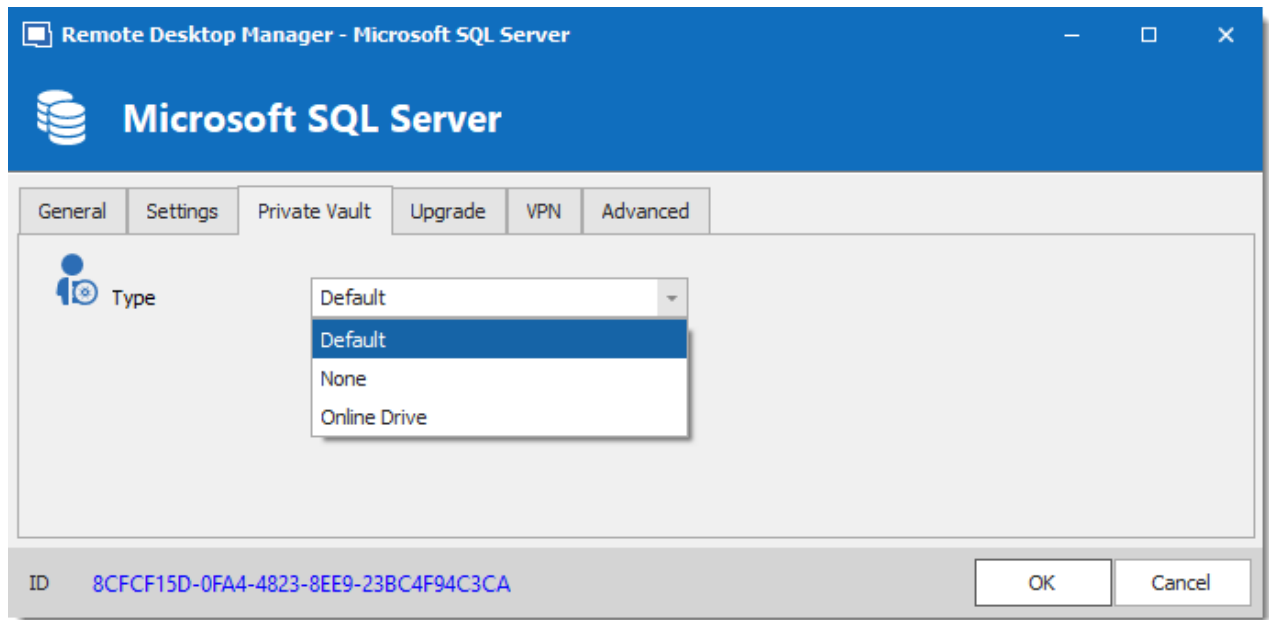 Remote Desktop Manager - Microsoft SQL Server
Microsoft SQL Server
General Settings Private Vault Upgrade VPN Advanced
Type Default
Default
None
Online Drive
ID 8CFCF15D-0FA4-4823-8EE9-23BC4F94C3CA OK Cancel